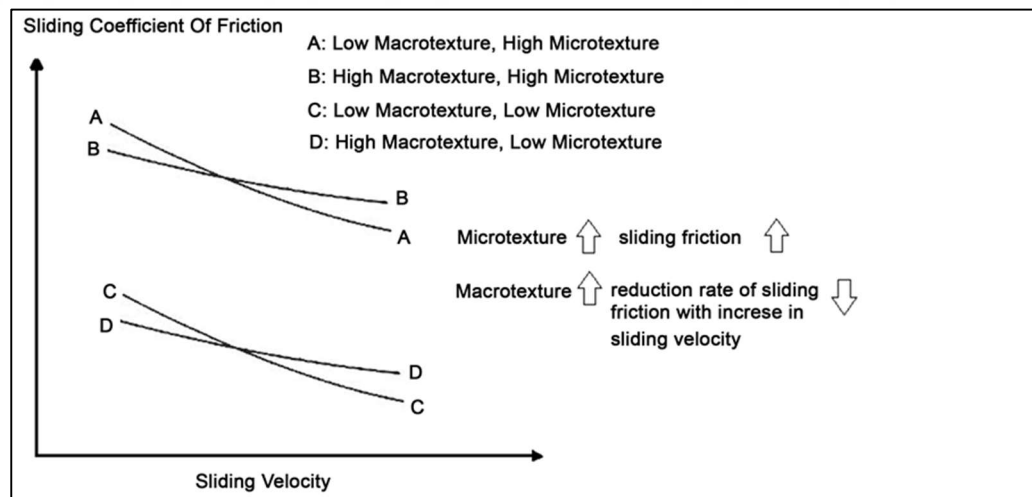 Sliding Coefficient Of Friction
A: Low Macrotexture, High Microtexture
B: High Macrotexture, High Microtexture
C: Low Macrotexture, Low Microtexture
D: High Macrotexture, Low Microtexture
A
B
B
A
C
D
D
C
Microtexture sliding friction
Macrotexture reduction rate of sliding
friction with increse in
sliding velocity
Sliding Velocity